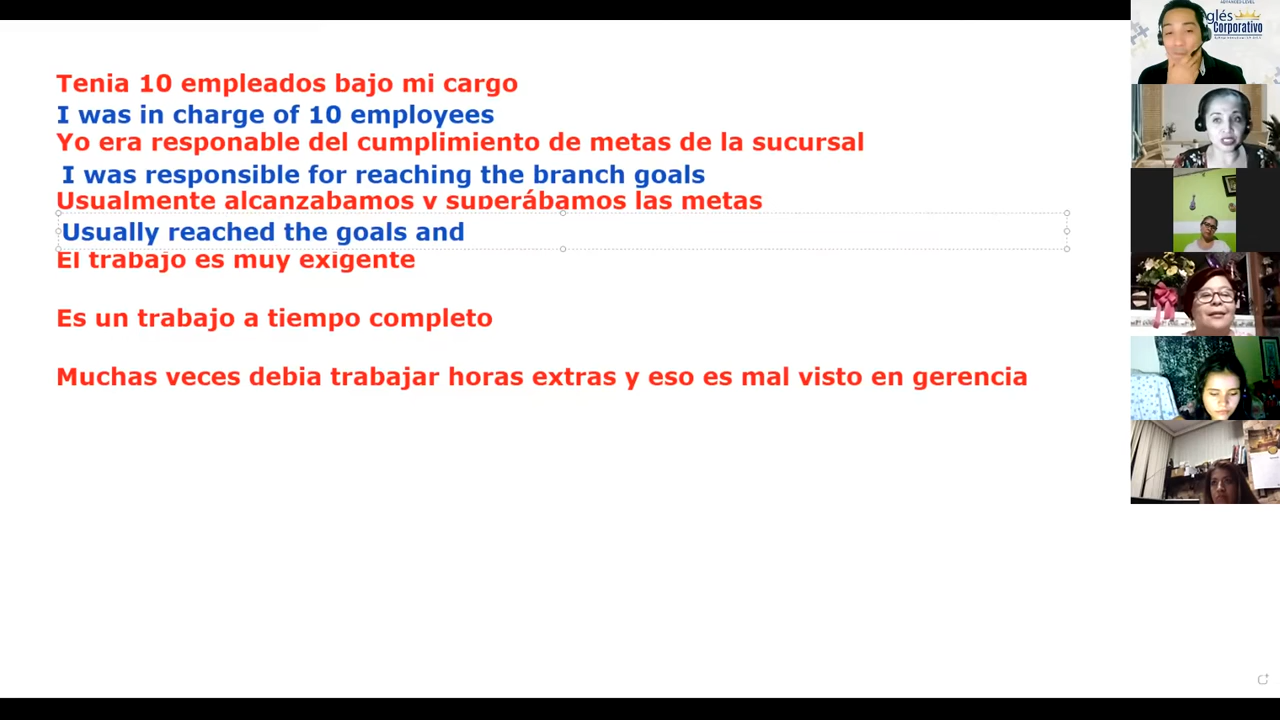 Tenia 10 empleados bajo mi cargo
I was in charge of 10 employees
Yo era responable del cumplimiento de metas de la sucursal
I was responsible for reaching the branch goals
Usualmente alcanzabamos y superábamos las metas
Usually reached the goals and
El trabajo es muy exigente
Es un trabajo a tiempo completo
Muchas veces debia trabajar horas extras y eso es mal visto en gerencia
glés
Corporativo